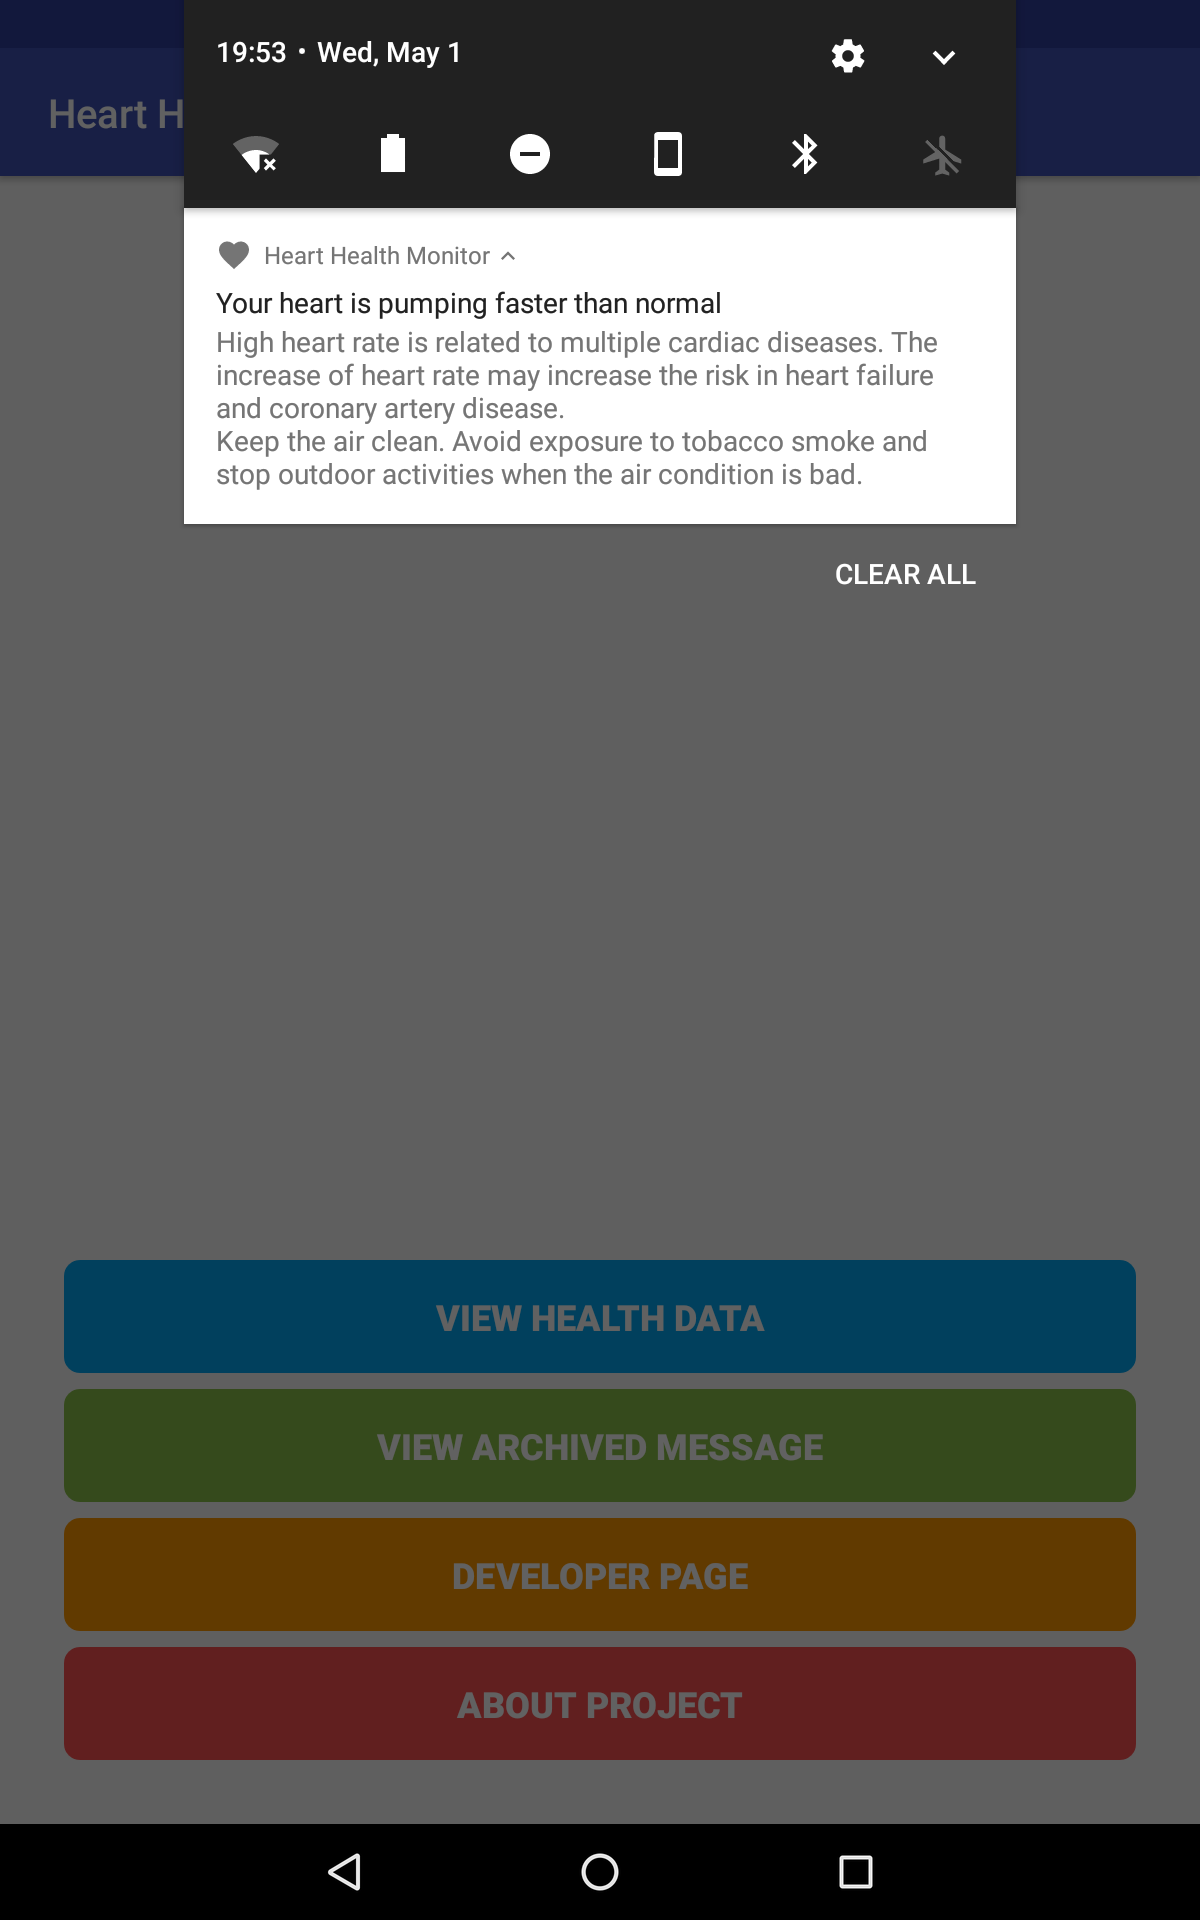 19:53 • Wed, May 1
Heart H
Heart Health Monitor
Your heart is pumping faster than normal
High heart rate is related to multiple cardiac diseases. The
increase of heart rate may increase the risk in heart failure
and coronary artery disease.
Keep the air clean. Avoid exposure to tobacco smoke and
stop outdoor activities when the air condition is bad.
CLEAR ALL
VIEW HEALTH DATA
VIEW ARCHIVED MESSAGE
DEVELOPER PAGE
ABOUT PROJECT